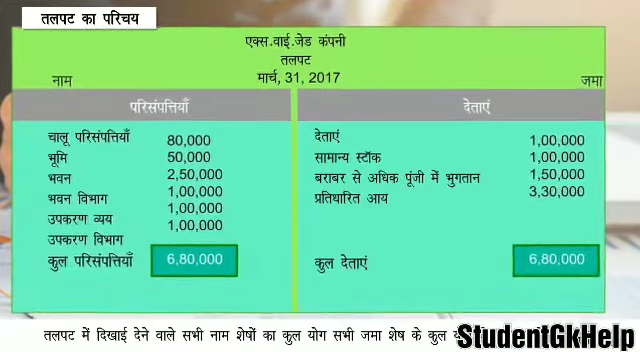 तलपट का परिचय
एक्स.वाई.जेड कंपनी
तलपट
मार्च, 31, 2017
नाम
जमा
परिसंपत्तियाँ
देताएं
चालू परिसंपत्तियाँ 80,000
भूमि 50,000
भवन 2,50,000
भवन विभाग 1,00,000
उपकरण व्यय 1,00,000
उपकरण विभाग 1,00,000
कुल परिसंपत्तियाँ 6,80,000
देताएं 1,00,000
सामान्य स्टॉक 1,00,000
बराबर से अधिक पूंजी में भुगतान 1,50,000
प्रतिधारित आय 3,30,000
कुल देताएं 6,80,000
तलपट में दिखाई देने वाले सभी नाम शेषों का कुल योग सभी जमा शेष के कुल
StudentGkHelp